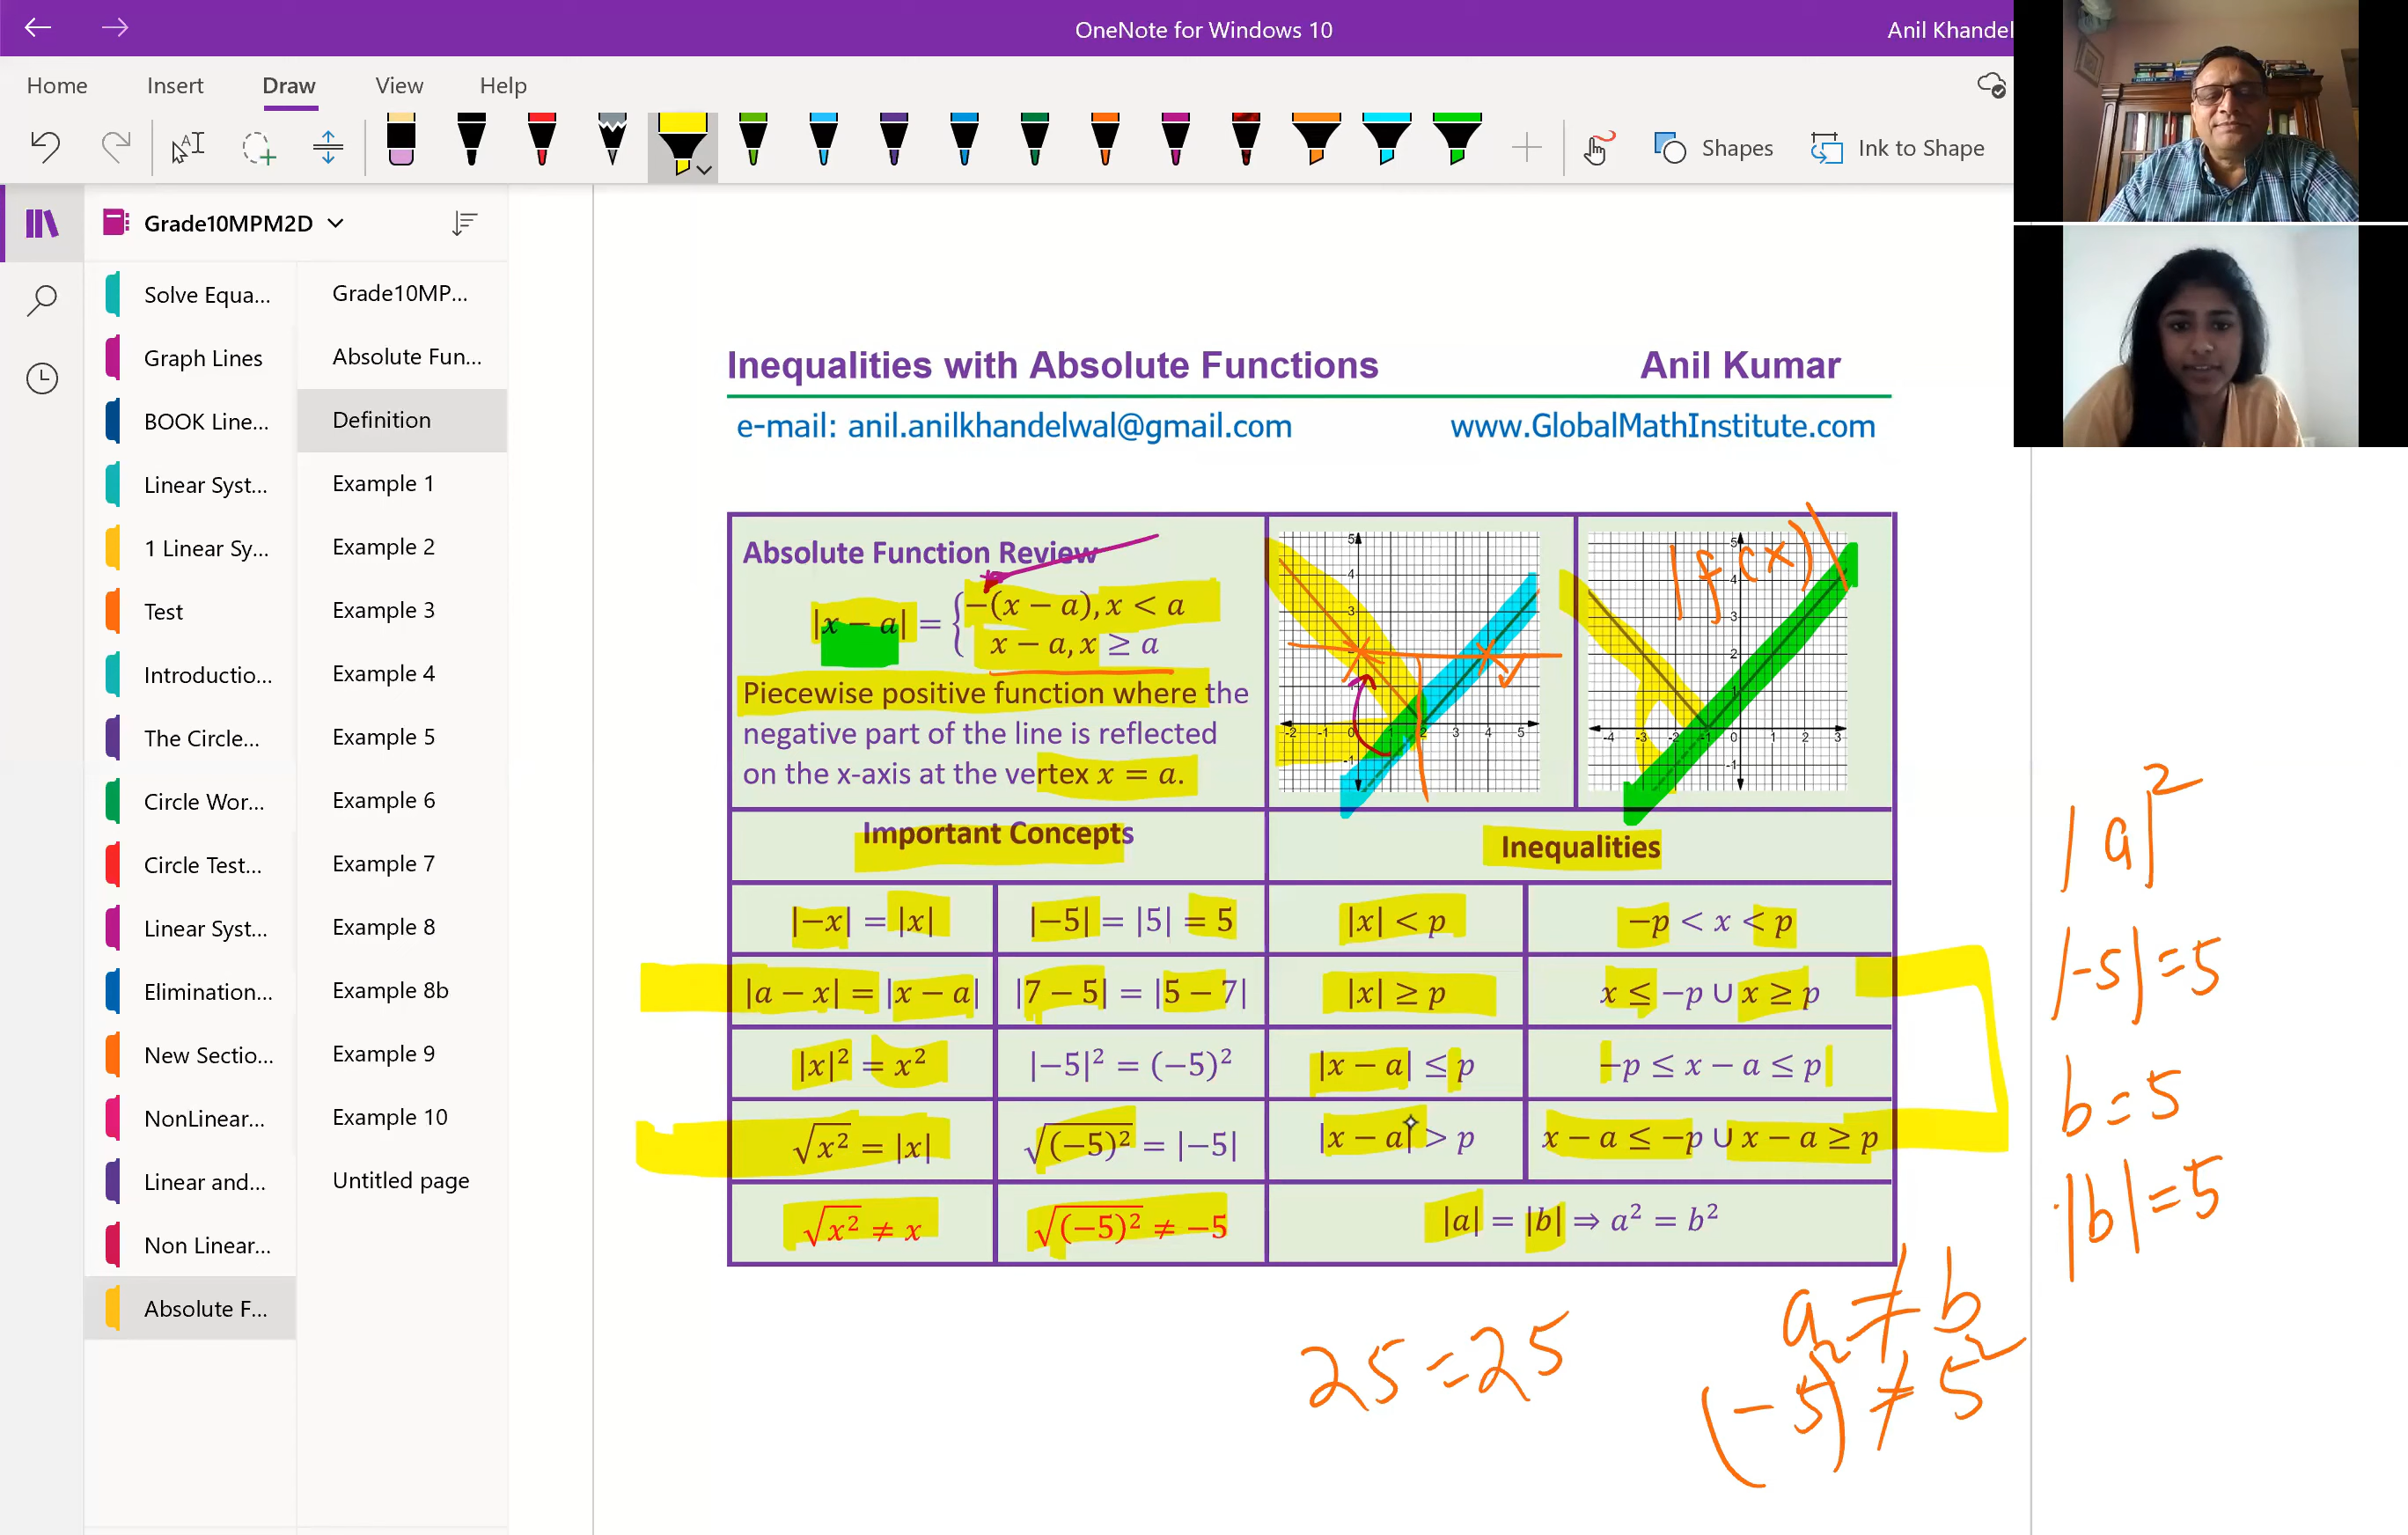 OneNote for Windows 10
Anil Khandel
Home Insert Draw View Help
Shapes
Ink to Shape
Grade10MPM2D
Solve Equa...
Graph Lines
BOOK Line...
Linear Syst...
1 Linear Sy...
Test
Introductio...
The Circle...
Circle Wor...
Circle Test...
Linear Syst...
Elimination...
New Sectio...
NonLinear...
Linear and...
Non Linear...
Absolute F...
Grade10MP...
Absolute Fun...
Definition
Example 1
Example 2
Example 3
Example 4
Example 5
Example 6
Example 7
Example 8
Example 8b
Example 9
Example 10
Untitled page
Inequalities with Absolute Functions Anil Kumar
e-mail: anil.anilkhandelwal@gmail.com www.GlobalMathInstitute.com
Absolute Function Review
|x − a| = { −(x − a), x < a
x − a, x ≥ a
Piecewise positive function where the
negative part of the line is reflected
on the x-axis at the vertex x = a.
|f(x)|
Important Concepts Inequalities
|−x| = |x| |−5| = |5| = 5 |x| < p −p < x < p
|a − x| = |x − a| |7 − 5| = |5 − 7| |x| ≥ p x ≤ −p ∪ x ≥ p
|x|² = x² |−5|² = (−5)² |x − a| ≤ p −p ≤ x − a ≤ p
√x² = |x| √(−5)² = |−5| |x − a| > p x − a ≤ −p ∪ x − a ≥ p
√x² ≠ x √(−5)² ≠ −5 |a| = |b| ⇒ a² = b²
|a|²
|-5| = 5
b = 5
|b| = 5
a ≠ b
25 = 25
(-5)² ≠ 5²